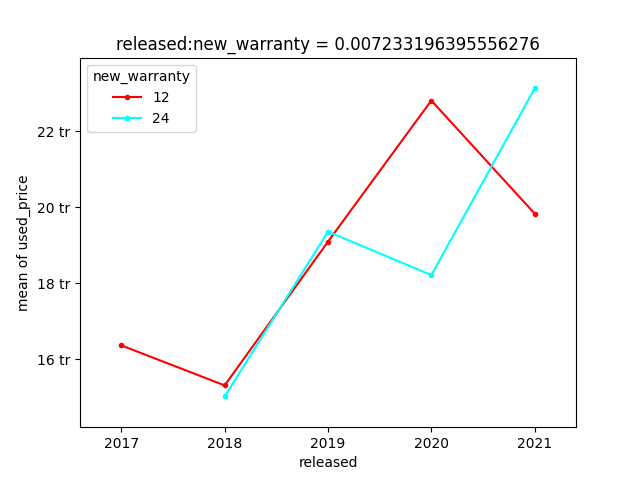 released:new_warranty = 0.007233196395556276
new_warranty
12
24
22 tr
20 tr
18 tr
16 tr
mean of used_price
2017 2018 2019 2020 2021
released